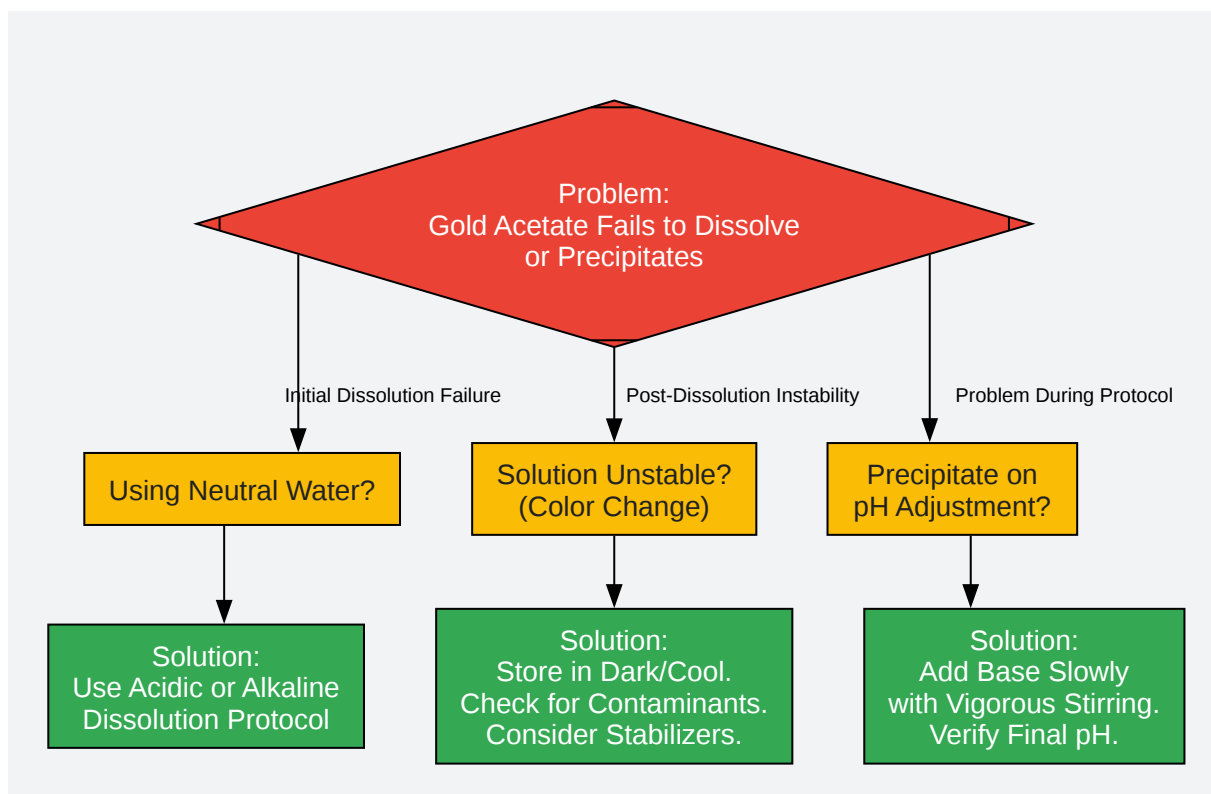 Problem:
Gold Acetate Fails to Dissolve
or Precipitates
Initial Dissolution Failure
Post-Dissolution Instability
Problem During Protocol
Using Neutral Water?
Solution Unstable?
(Color Change)
Precipitate on
pH Adjustment?
Solution:
Use Acidic or Alkaline
Dissolution Protocol
Solution:
Store in Dark/Cool.
Check for Contaminants.
Consider Stabilizers.
Solution:
Add Base Slowly
with Vigorous Stirring.
Verify Final pH.